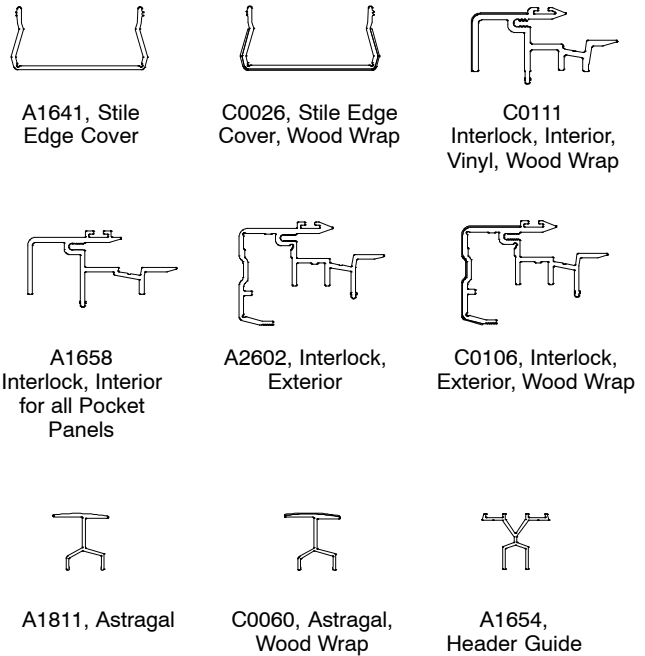 A1641, Stile
Edge Cover
C0026, Stile Edge
Cover, Wood Wrap
C0111
Interlock, Interior,
Vinyl, Wood Wrap
A1658
Interlock, Interior
for all Pocket
Panels
A2602, Interlock,
Exterior
C0106, Interlock,
Exterior, Wood Wrap
A1811, Astragal
C0060, Astragal,
Wood Wrap
A1654,
Header Guide